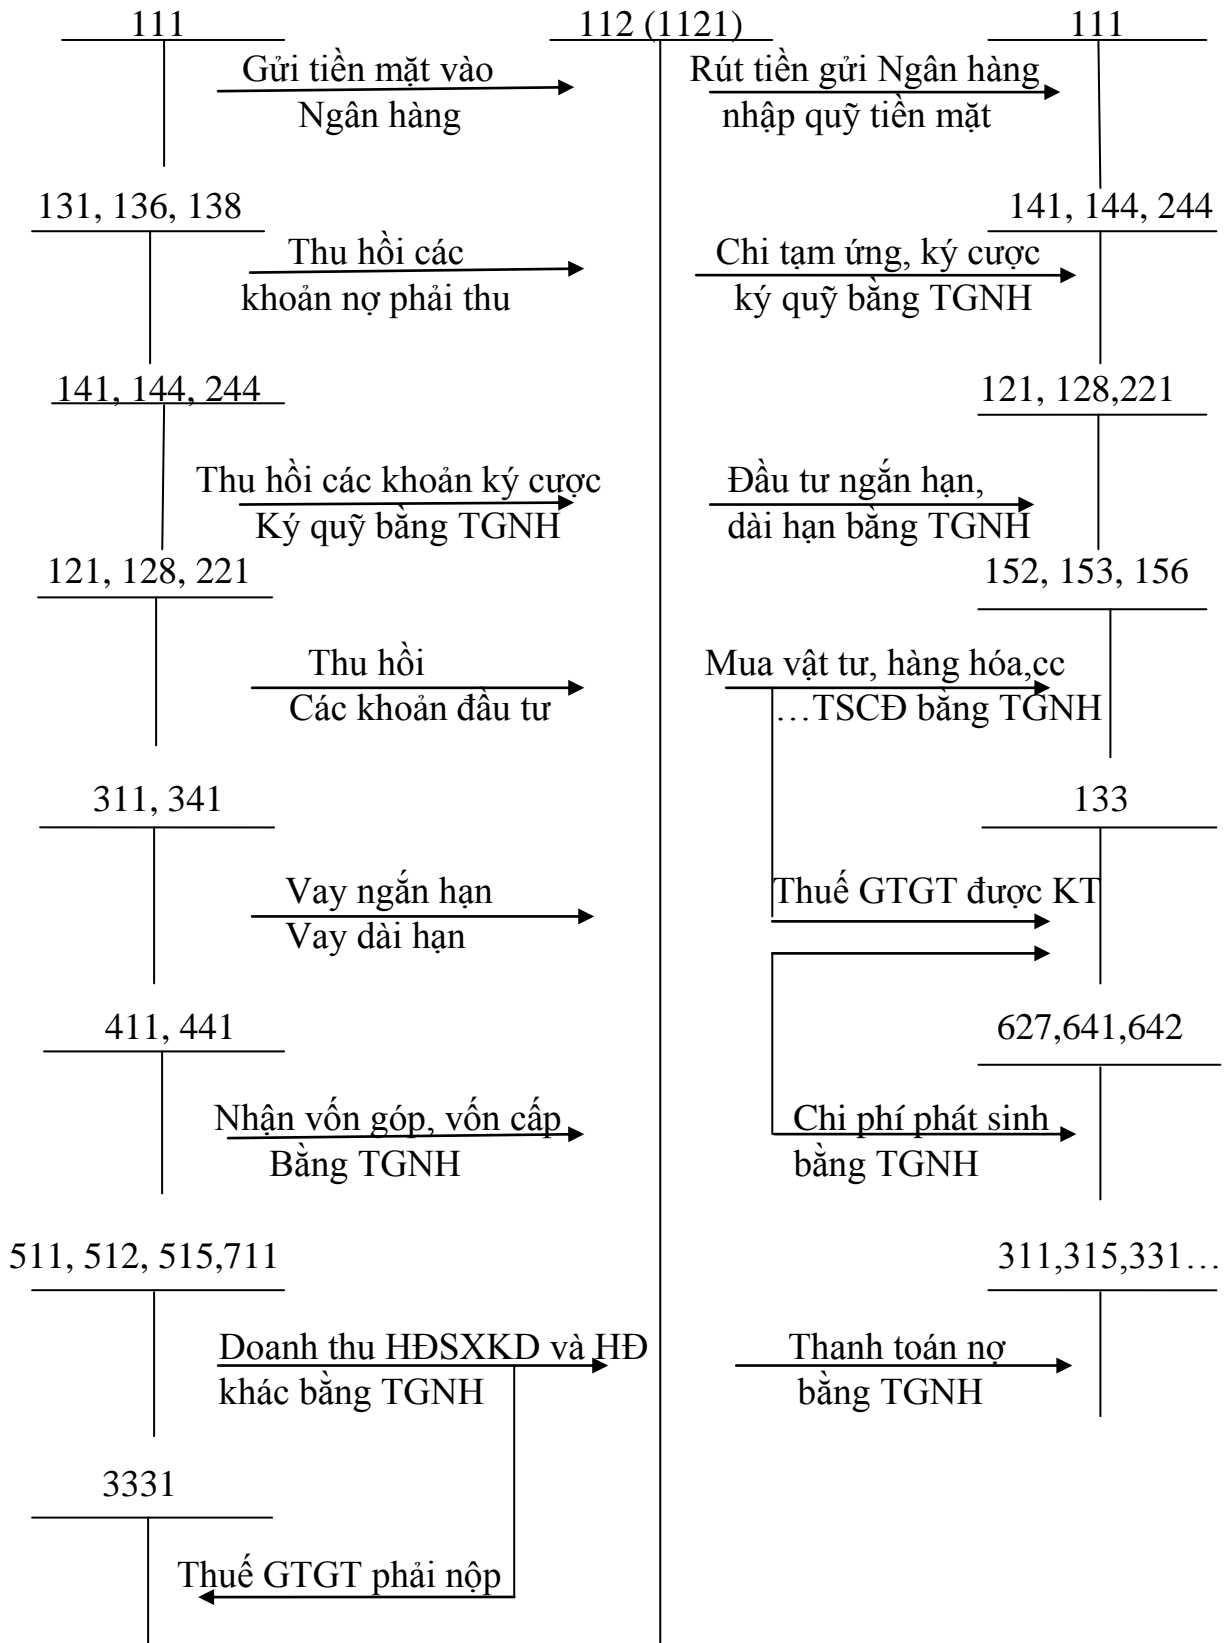 111
112 (1121)
111
Gửi tiền mặt vào
Ngân hàng
Rút tiền gửi Ngân hàng
nhập quỹ tiền mặt
131, 136, 138
141, 144, 244
Thu hồi các
khoản nợ phải thu
Chi tạm ứng, ký cược
ký quỹ bằng TGNH
141, 144, 244
121, 128,221
Thu hồi các khoản ký cược
Ký quỹ bằng TGNH
Đầu tư ngắn hạn,
dài hạn bằng TGNH
121, 128, 221
152, 153, 156
Thu hồi
Các khoản đầu tư
Mua vật tư, hàng hóa,cc
…TSCĐ bằng TGNH
311, 341
133
Vay ngắn hạn
Vay dài hạn
Thuế GTGT được KT
411, 441
627,641,642
Nhận vốn góp, vốn cấp
Bằng TGNH
Chi phí phát sinh
bằng TGNH
511, 512, 515,711
311,315,331…
Doanh thu HĐSXKD và HĐ
khác bằng TGNH
Thanh toán nợ
bằng TGNH
3331
Thuế GTGT phải nộp